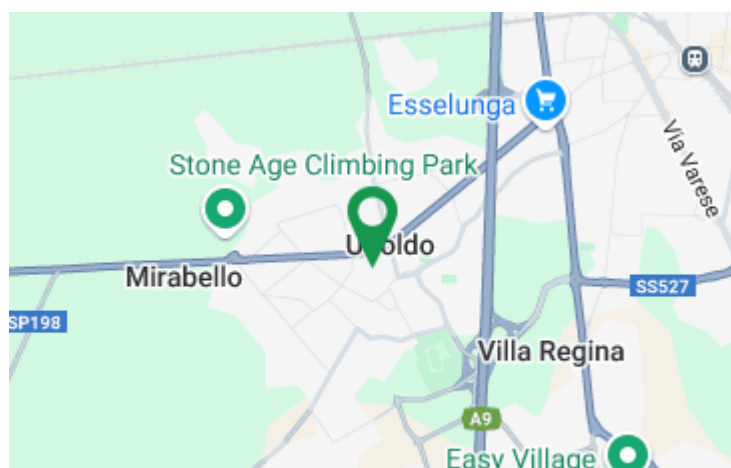 Esselunga
Stone Age Climbing Park
Via Varese
Mirabello
SS527
SP198
Villa Regina
A9
Easy Village